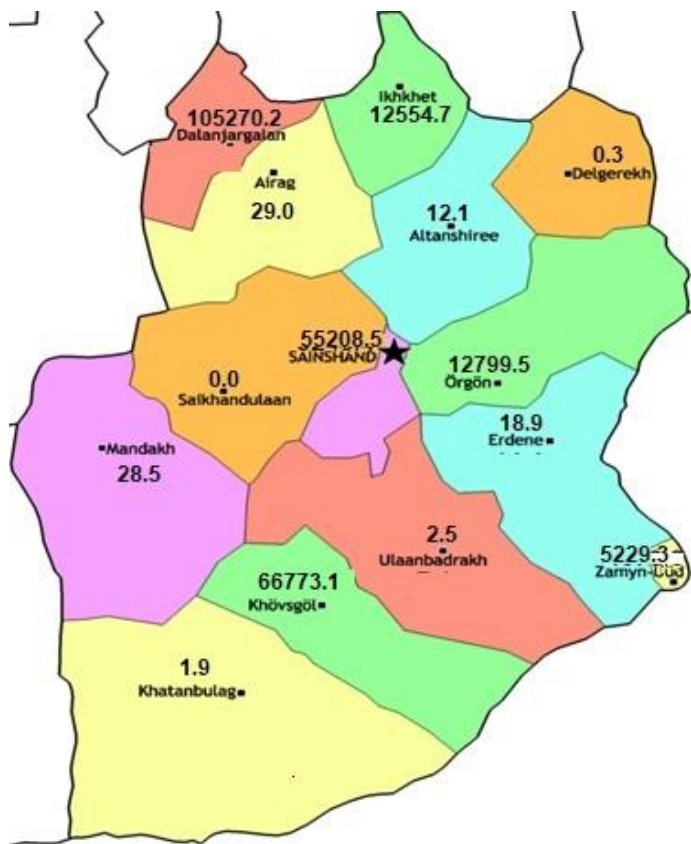 105270.2
Dalanjargalan
Ikhkhet
12554.7
0.3
Delgerekh
Airag
29.0
12.1
Altanshiree
55208.5
SAINSHAND
12799.5
Örgön
0.0
Saikhandulaan
18.9
Erdene
Mandakh
28.5
2.5
Ulaanbadrakh
5229.3
Zamyn-Üüd
66773.1
Khövsgöl
1.9
Khatanbulag